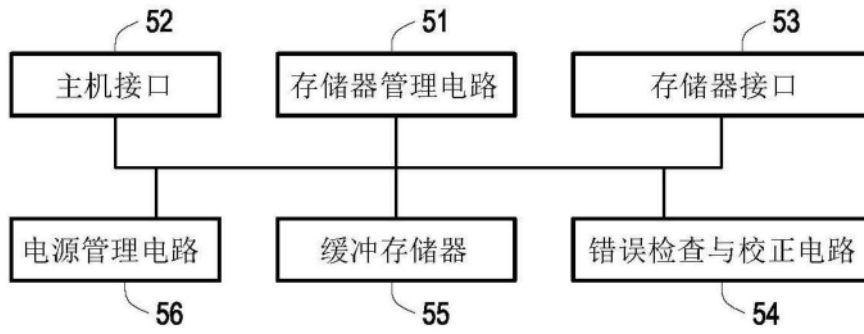 52 51 53
主机接口 存储器管理电路 存储器接口
电源管理电路 缓冲存储器 错误检查与校正电路
56 55 54